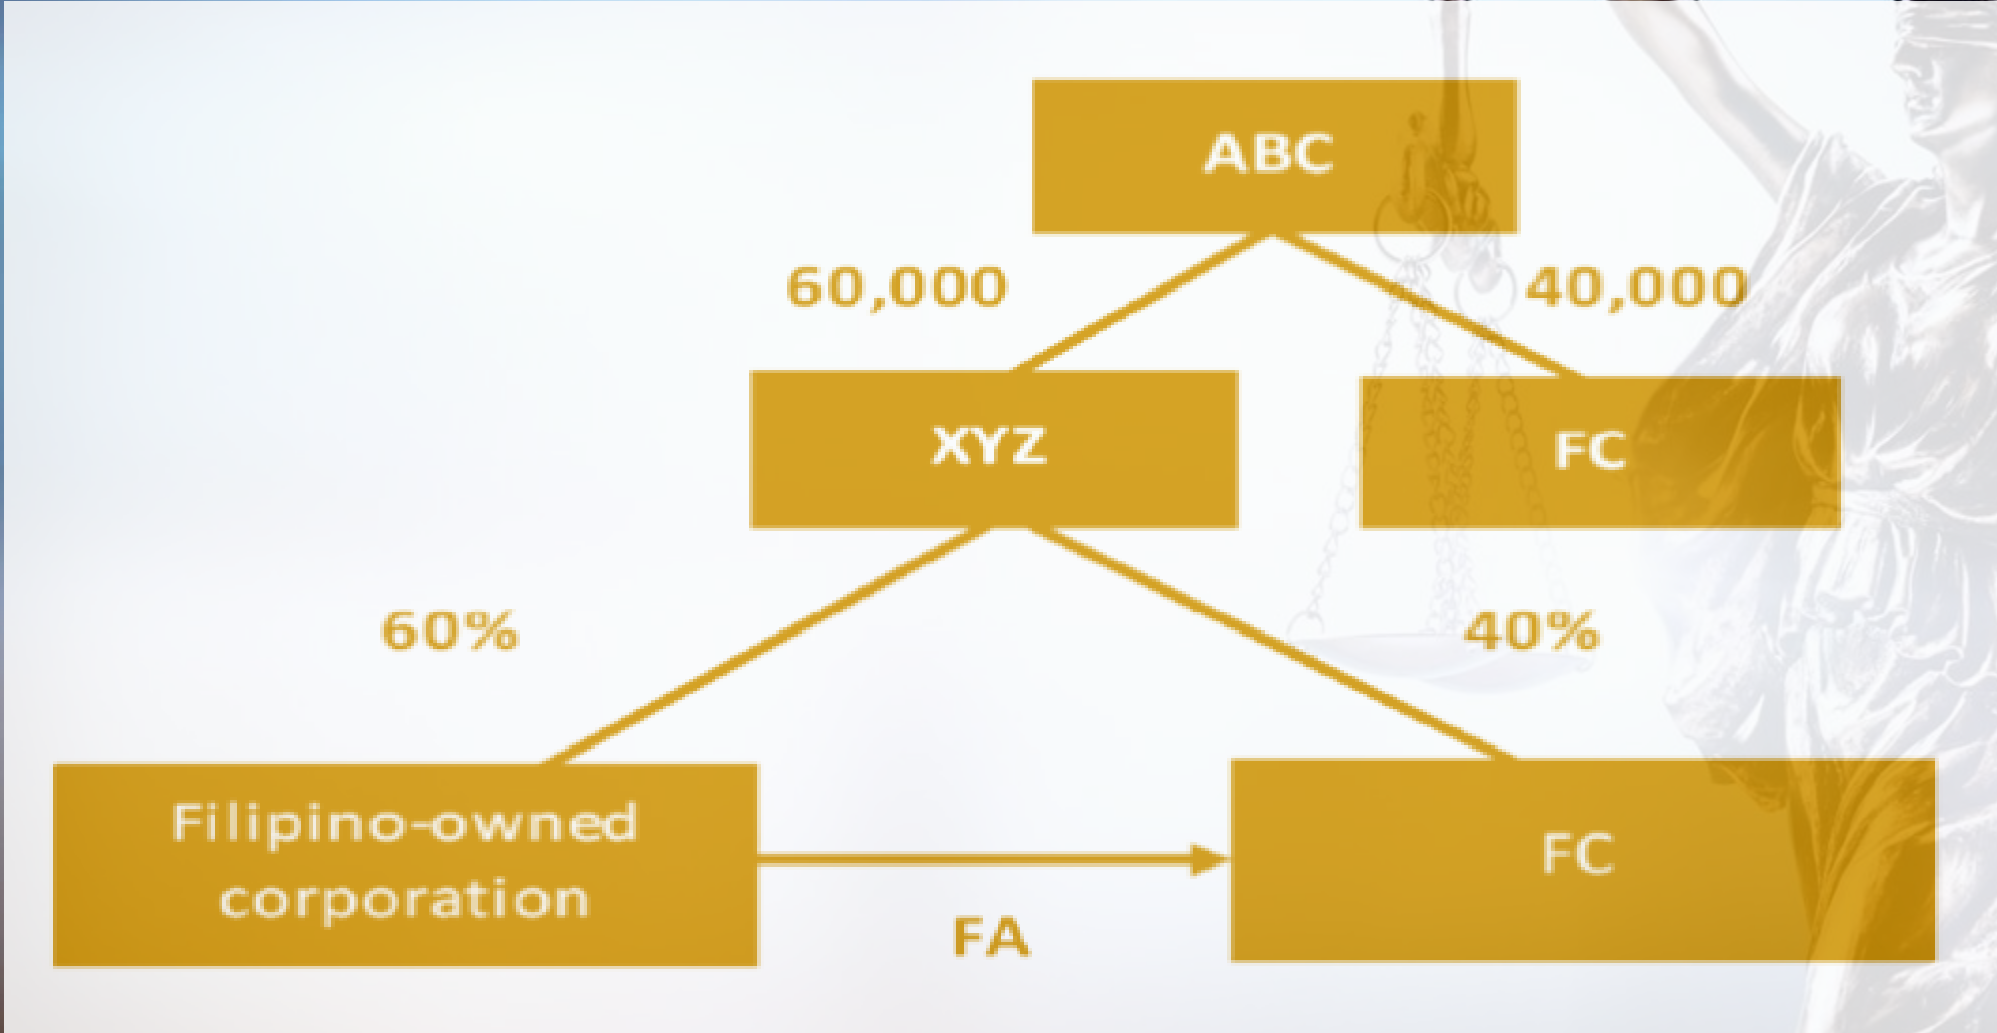 ABC
60,000
40,000
XYZ
FC
60%
40%
Filipino-owned
corporation
FC
FA